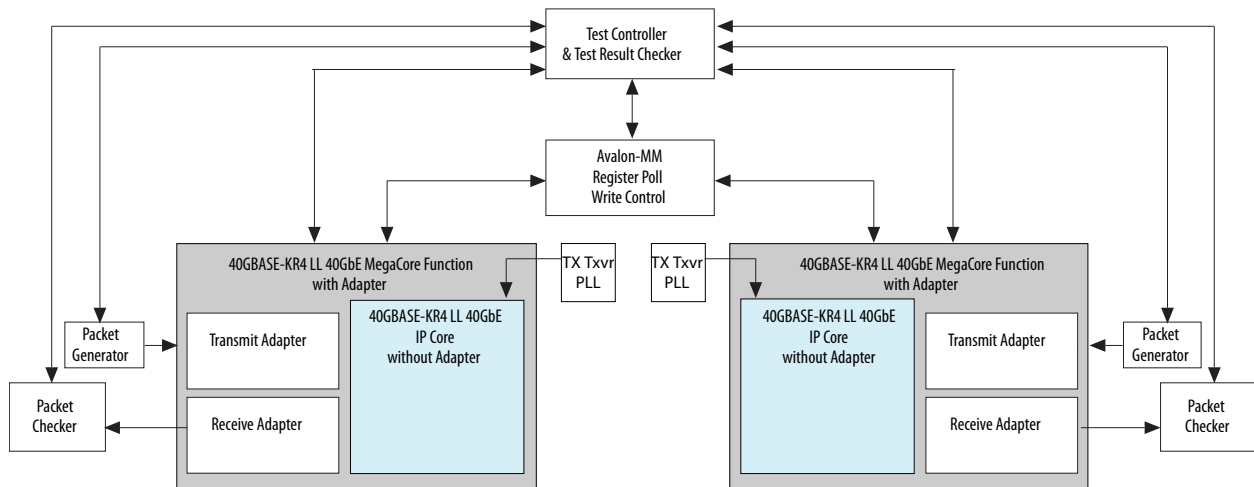 Test Controller
& Test Result Checker
Avalon-MM
Register Poll
Write Control
40GBASE-KR4 LL 40GbE MegaCore Function
with Adapter
TX Txvr
PLL
TX Txvr
PLL
40GBASE-KR4 LL 40GbE MegaCore Function
with Adapter
40GBASE-KR4 LL 40GbE
IP Core
without Adapter
40GBASE-KR4 LL 40GbE
IP Core
without Adapter
Packet
Generator
Transmit Adapter
Transmit Adapter
Packet
Generator
Packet
Checker
Receive Adapter
Receive Adapter
Packet
Checker